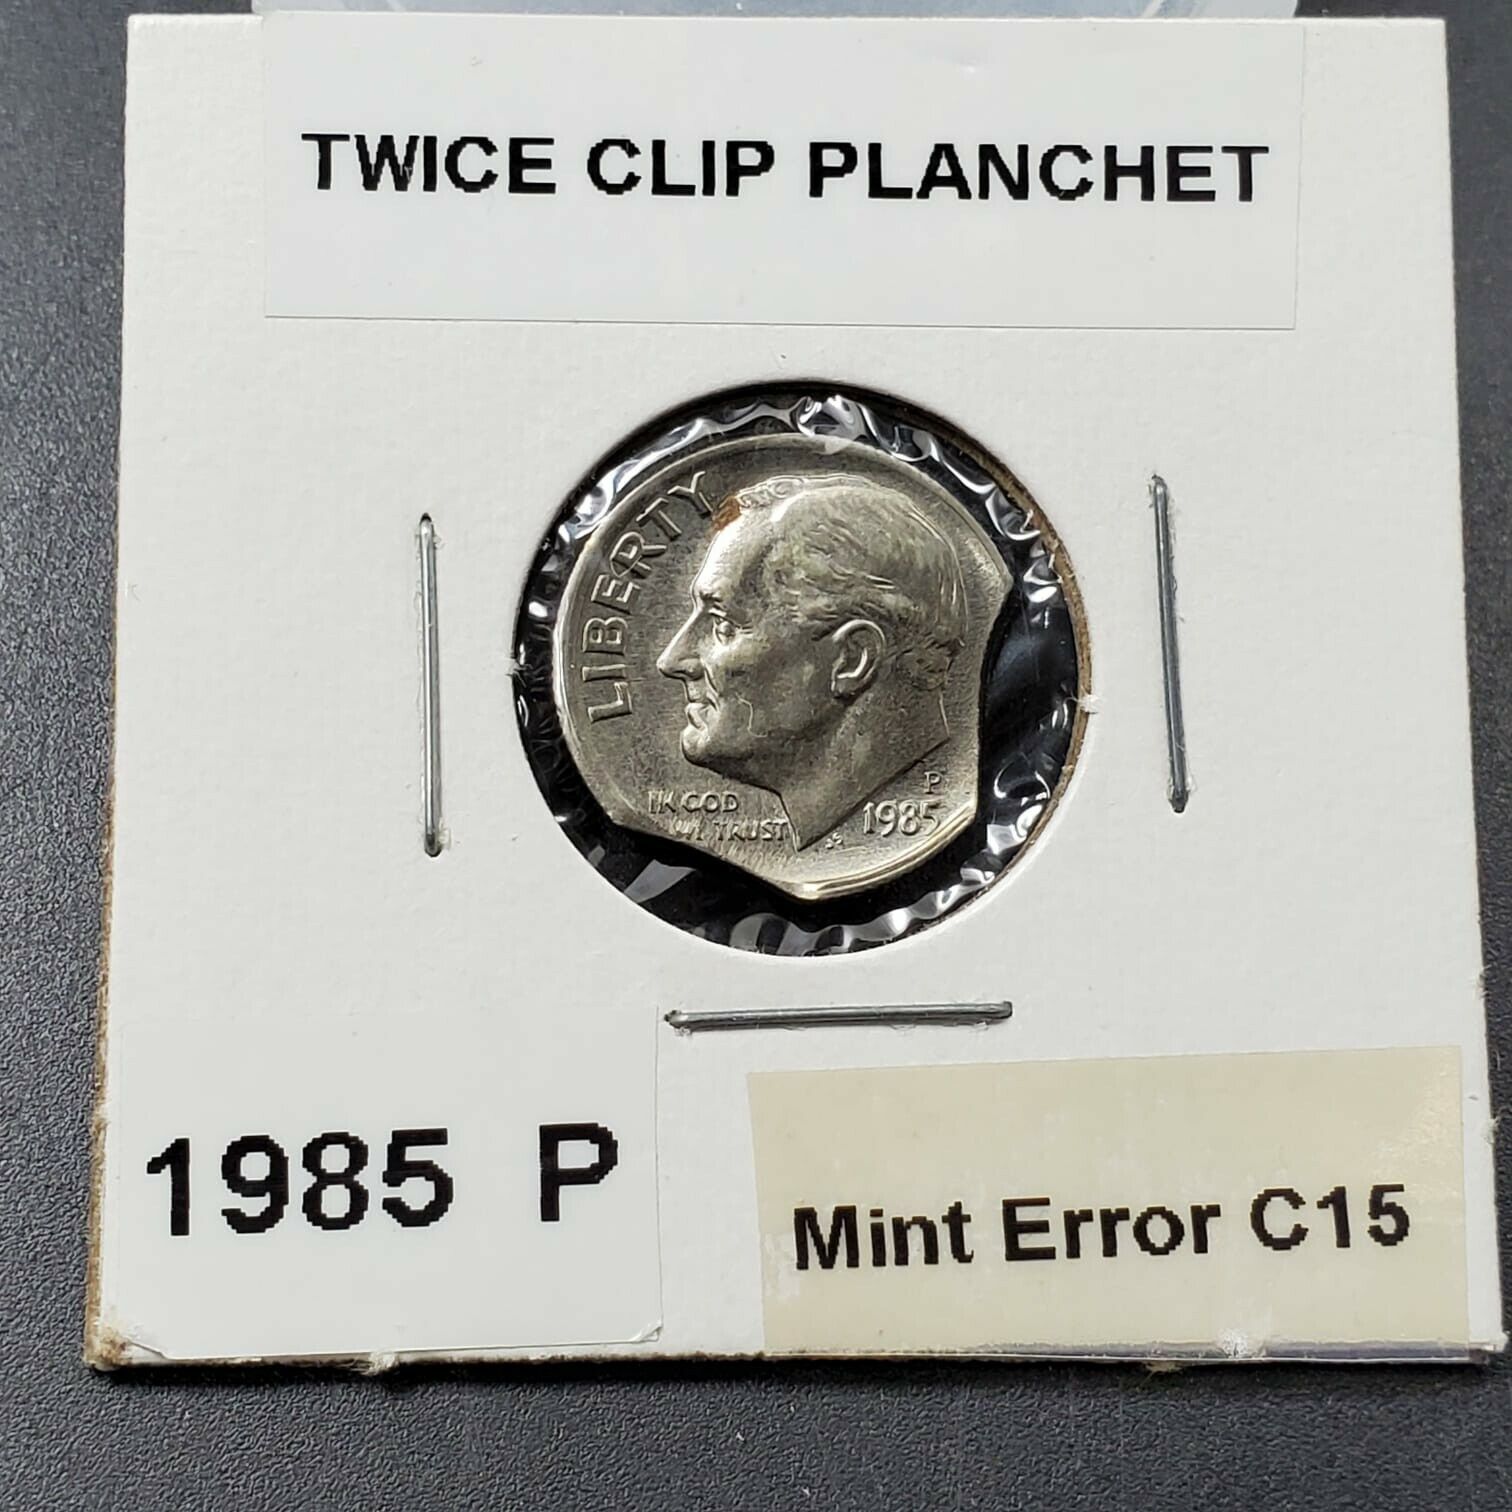 TWICE CLIP PLANCHET
LIBERTY
IN GOD
WE TRUST
P
1985
1985 P
Mint Error C15